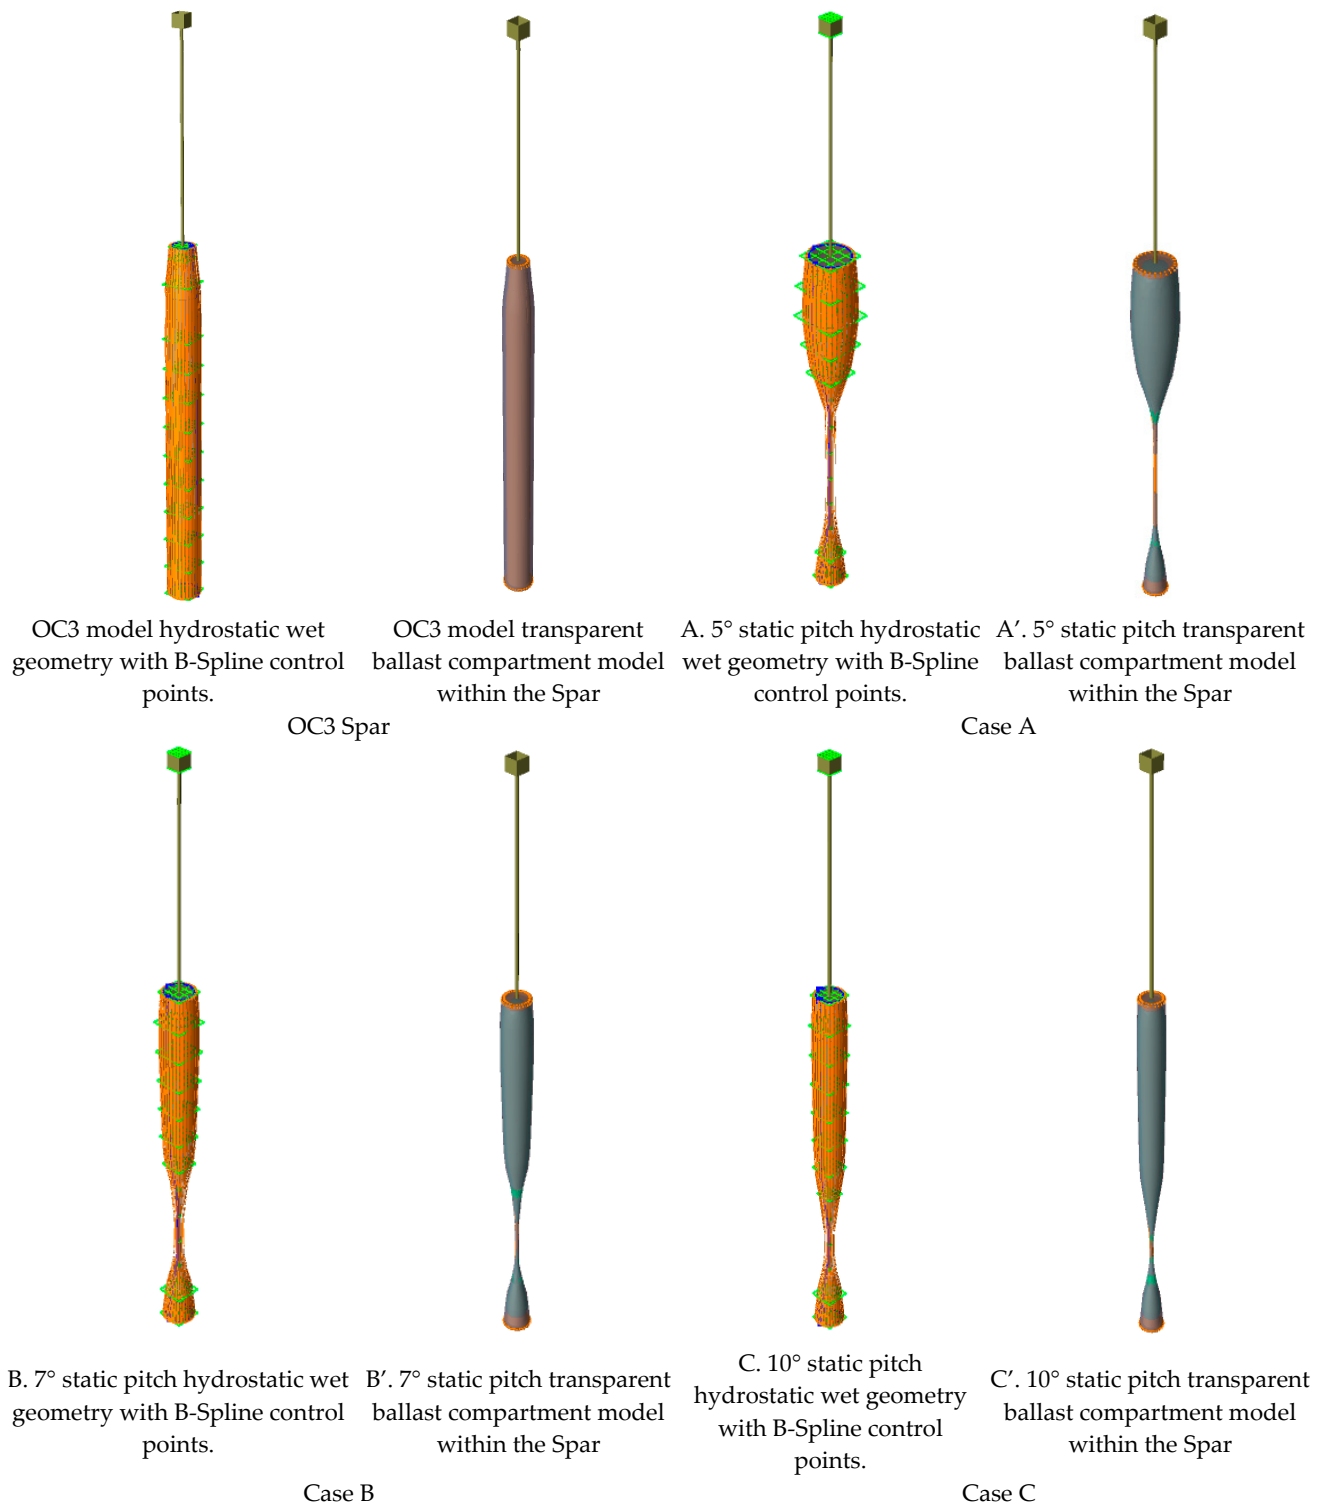 OC3 model hydrostatic wet
geometry with B-Spline control
points.
OC3 model transparent
ballast compartment model
within the Spar
OC3 Spar
A. 5° static pitch hydrostatic
wet geometry with B-Spline
control points.
A′. 5° static pitch transparent
ballast compartment model
within the Spar
Case A
B. 7° static pitch hydrostatic wet
geometry with B-Spline control
points.
B′. 7° static pitch transparent
ballast compartment model
within the Spar
Case B
C. 10° static pitch
hydrostatic wet geometry
with B-Spline control
points.
C′. 10° static pitch transparent
ballast compartment model
within the Spar
Case C